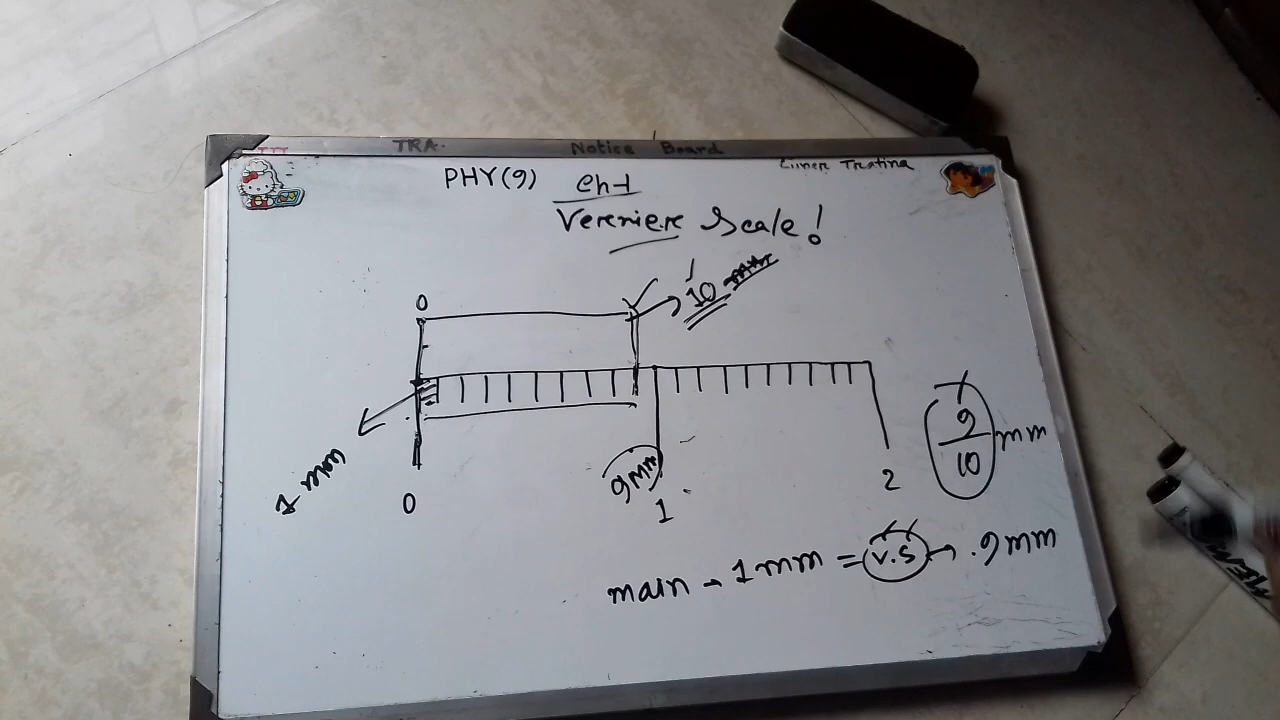 TRA.
Notice Board
PHY(9) Ch-1
Verniere Scale!
0
10
1 mm
0
9mm
1
2
9
10
mm
main → 1mm = V.S → .9mm